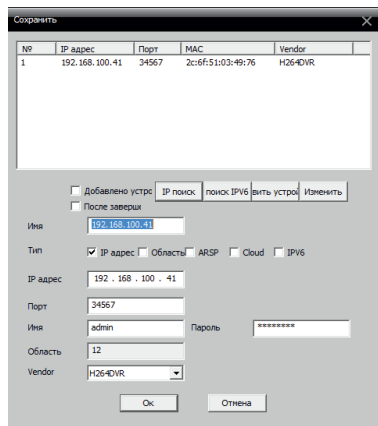 Сохранить
№ IP адрес Порт MAC Vendor
1 192.168.100.41 34567 2c:6f:51:03:49:76 H264DVR
Добавлено устрс IP поиск поиск IPV6 вить устрой Изменить
После заверши
Имя 192.168.100.41
Тип IP адрес Область ARSP Cloud IPV6
IP адрес 192 . 168 . 100 . 41
Порт 34567
Имя admin Пароль ********
Область 12
Vendor H264DVR
Ок Отмена